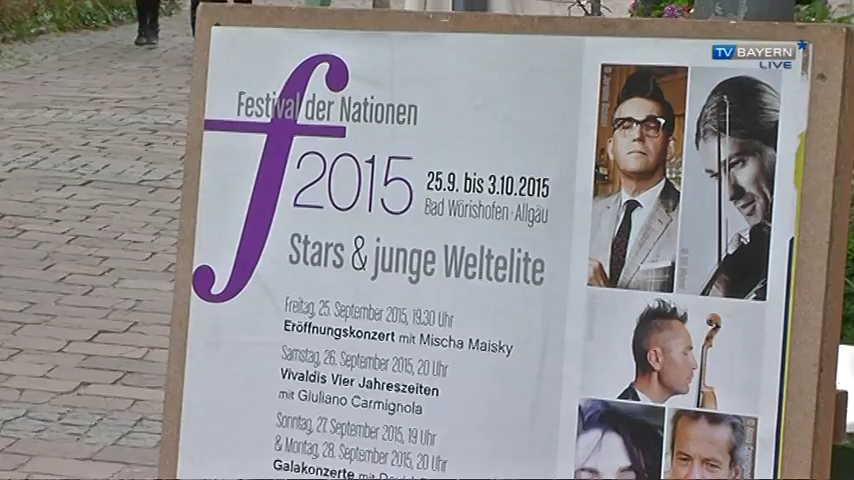 TV BAYERN
LIVE
Festival der Nationen
f2015
25.9. bis 3.10.2015
Bad Wörishofen · Allgäu
Stars & junge Weltelite
Freitag, 25. September 2015, 19.30 Uhr
Eröffnungskonzert mit Mischa Maisky
Samstag, 26. September 2015, 20 Uhr
Vivaldis Vier Jahreszeiten
mit Giuliano Carmignola
Sonntag, 27. September 2015, 19 Uhr
& Montag, 28. September 2015, 20 Uhr
Galakonzerte mit